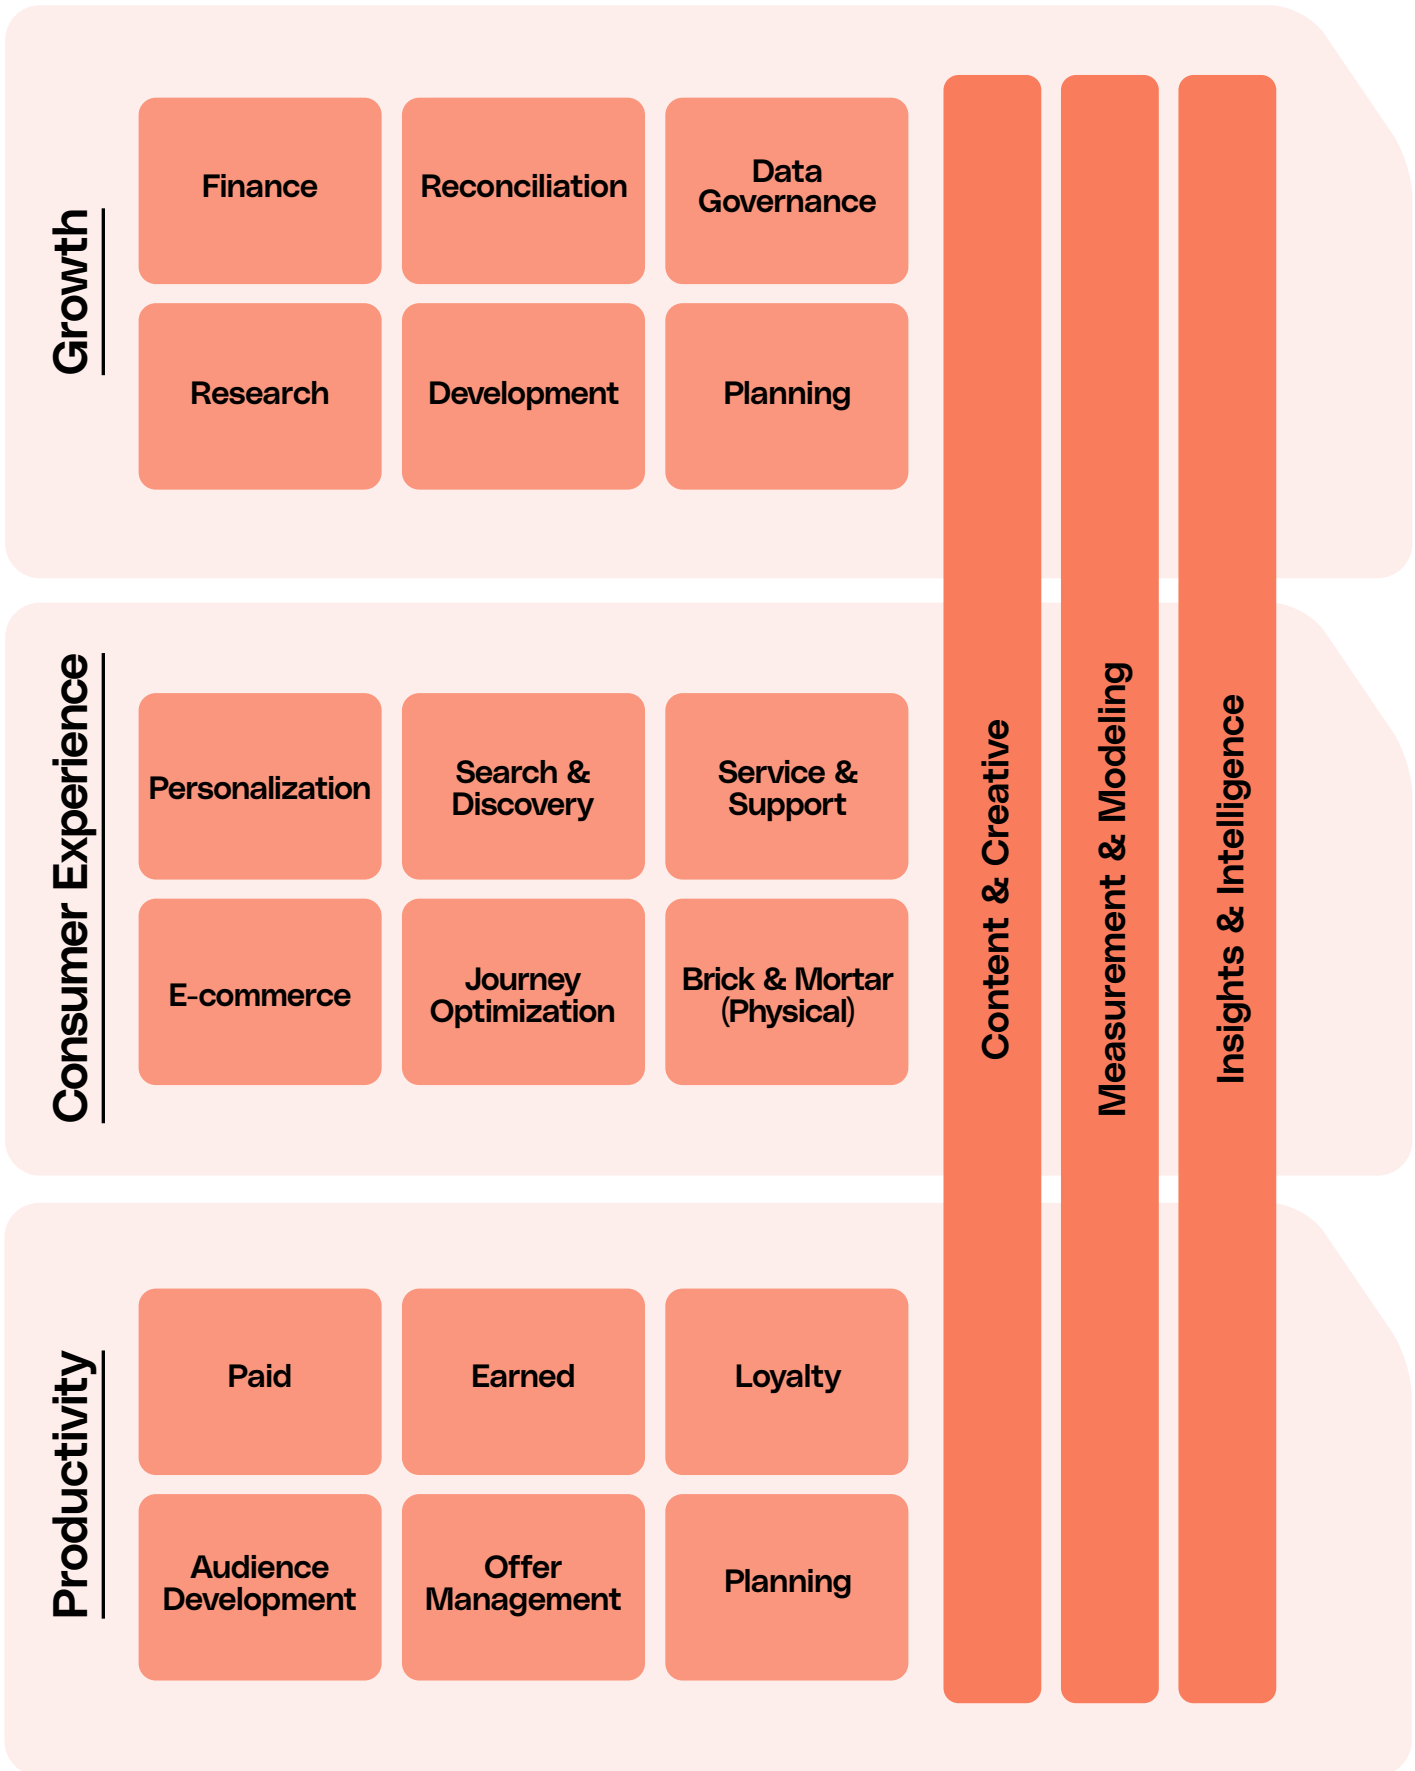 Growth
Finance
Reconciliation
Data
Governance
Research
Development
Planning
Consumer Experience
Personalization
Search &
Discovery
Service &
Support
E-commerce
Journey
Optimization
Brick & Mortar
(Physical)
Productivity
Paid
Earned
Loyalty
Audience
Development
Offer
Management
Planning
Content & Creative
Measurement & Modeling
Insights & Intelligence